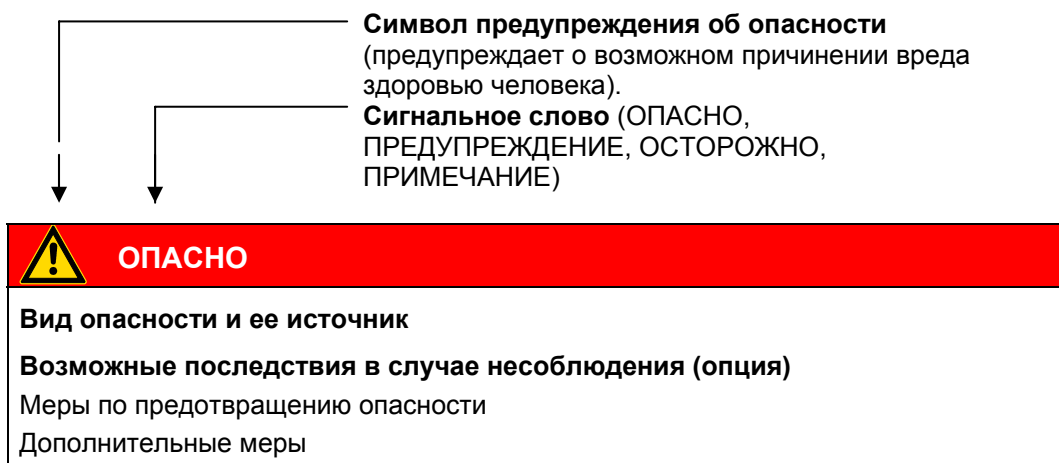 Символ предупреждения об опасности
(предупреждает о возможном причинении вреда
здоровью человека).
Сигнальное слово (ОПАСНО,
ПРЕДУПРЕЖДЕНИЕ, ОСТОРОЖНО,
ПРИМЕЧАНИЕ)
ОПАСНО
Вид опасности и ее источник
Возможные последствия в случае несоблюдения (опция)
Меры по предотвращению опасности
Дополнительные меры